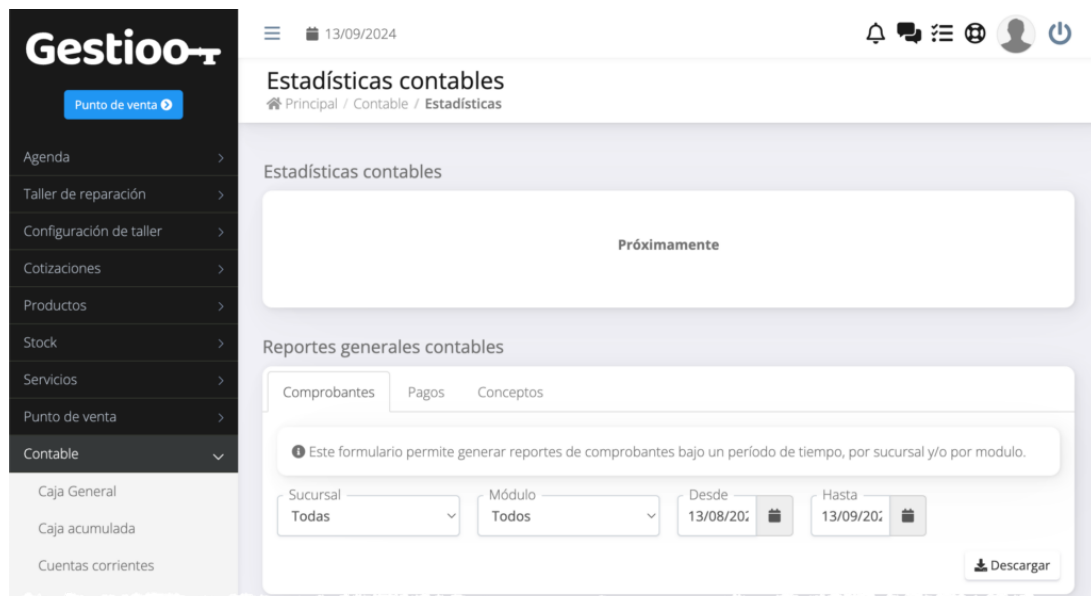 Gestioo
13/09/2024
Punto de venta
Estadísticas contables
Principal / Contable / Estadísticas
Agenda
Taller de reparación
Configuración de taller
Cotizaciones
Productos
Stock
Servicios
Punto de venta
Contable
Caja General
Caja acumulada
Cuentas corrientes
Estadísticas contables
Próximamente
Reportes generales contables
Comprobantes Pagos Conceptos
Este formulario permite generar reportes de comprobantes bajo un período de tiempo, por sucursal y/o por modulo.
Sucursal Módulo Desde Hasta
Todas Todos 13/08/202 13/09/202
Descargar